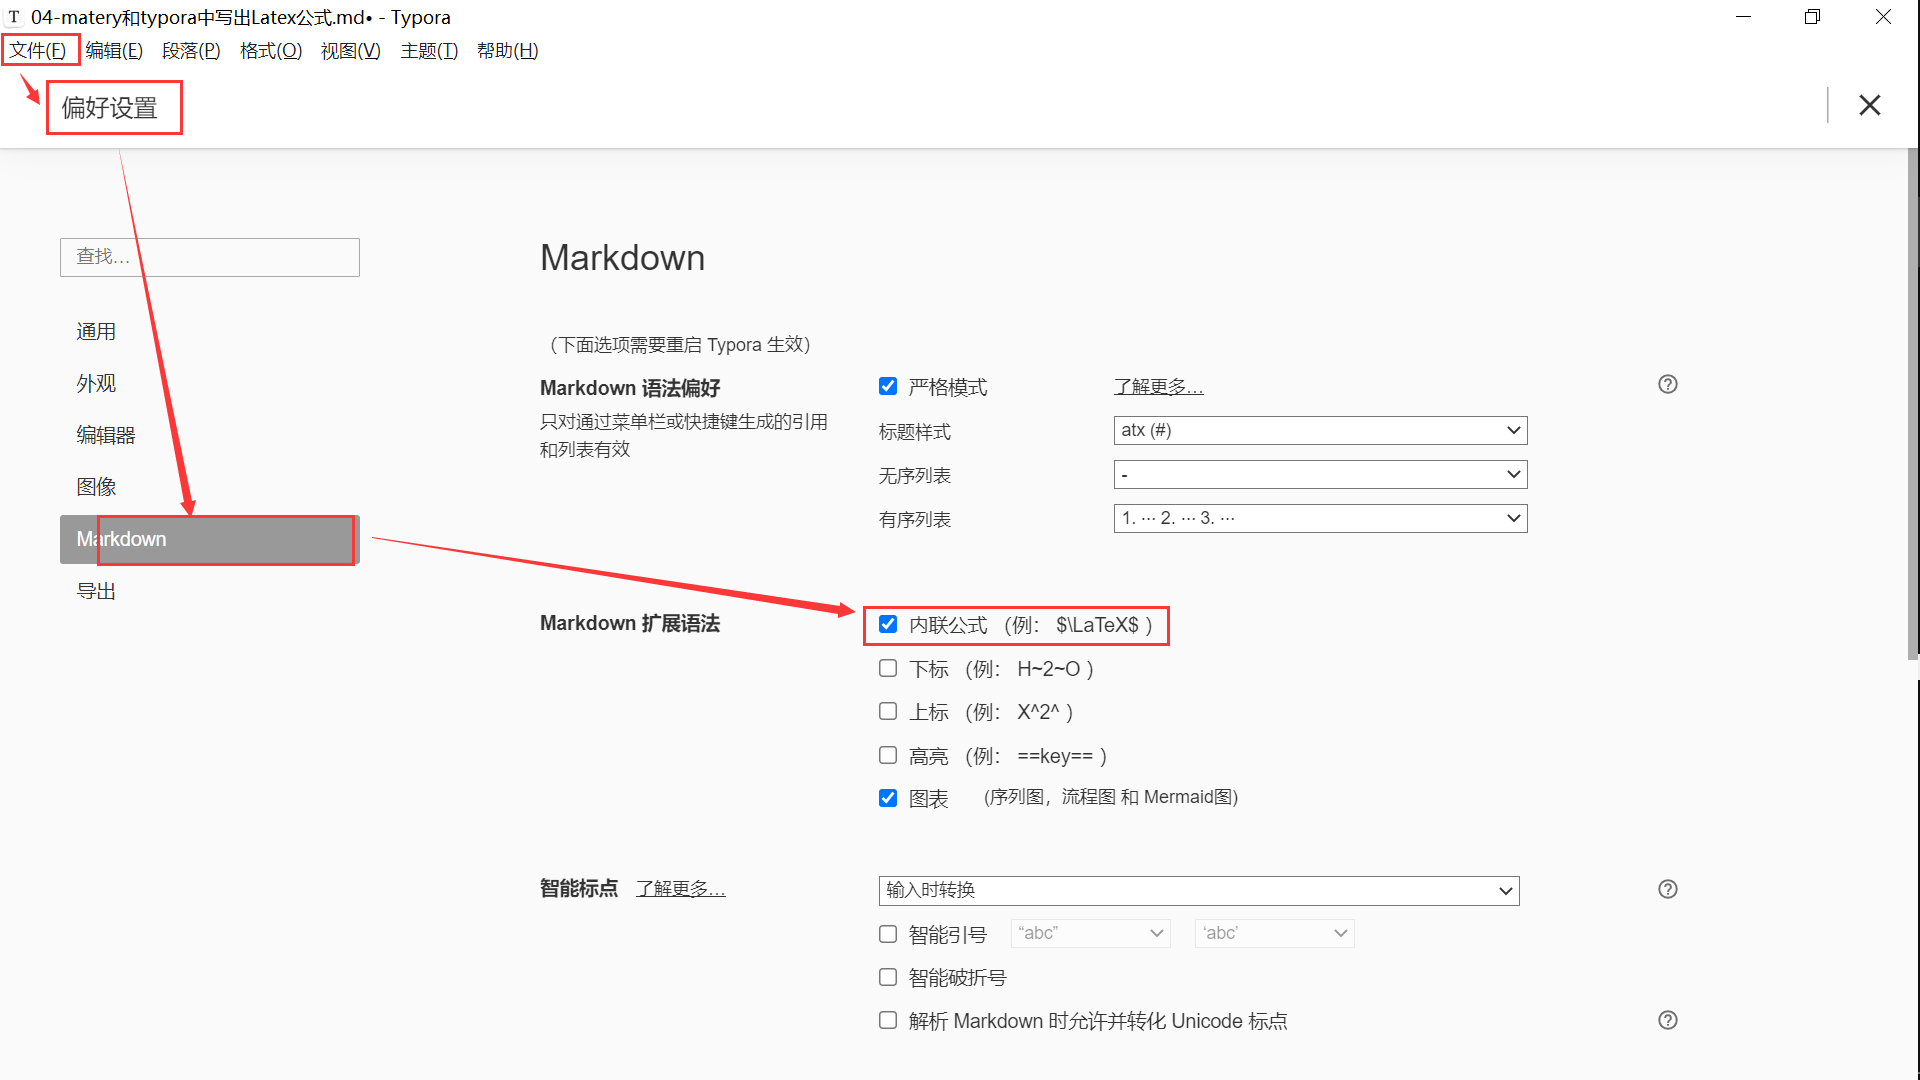 T 04-matery和typora中写出Latex公式.md• - Typora
文件(F) 编辑(E) 段落(P) 格式(O) 视图(V) 主题(T) 帮助(H)
偏好设置
查找...
通用
外观
编辑器
图像
Markdown
导出
Markdown
（下面选项需要重启 Typora 生效）
Markdown 语法偏好
只对通过菜单栏或快捷键生成的引用
和列表有效
严格模式 了解更多...
标题样式 atx (#)
无序列表 -
有序列表 1. ··· 2. ··· 3. ···
Markdown 扩展语法
内联公式 （例： $\LaTeX$ ）
下标 （例： H~2~O ）
上标 （例： X^2^ ）
高亮 （例： ==key== ）
图表 （序列图，流程图 和 Mermaid图)
智能标点 了解更多...
输入时转换
智能引号 “abc” ‘abc’
智能破折号
解析 Markdown 时允许并转化 Unicode 标点